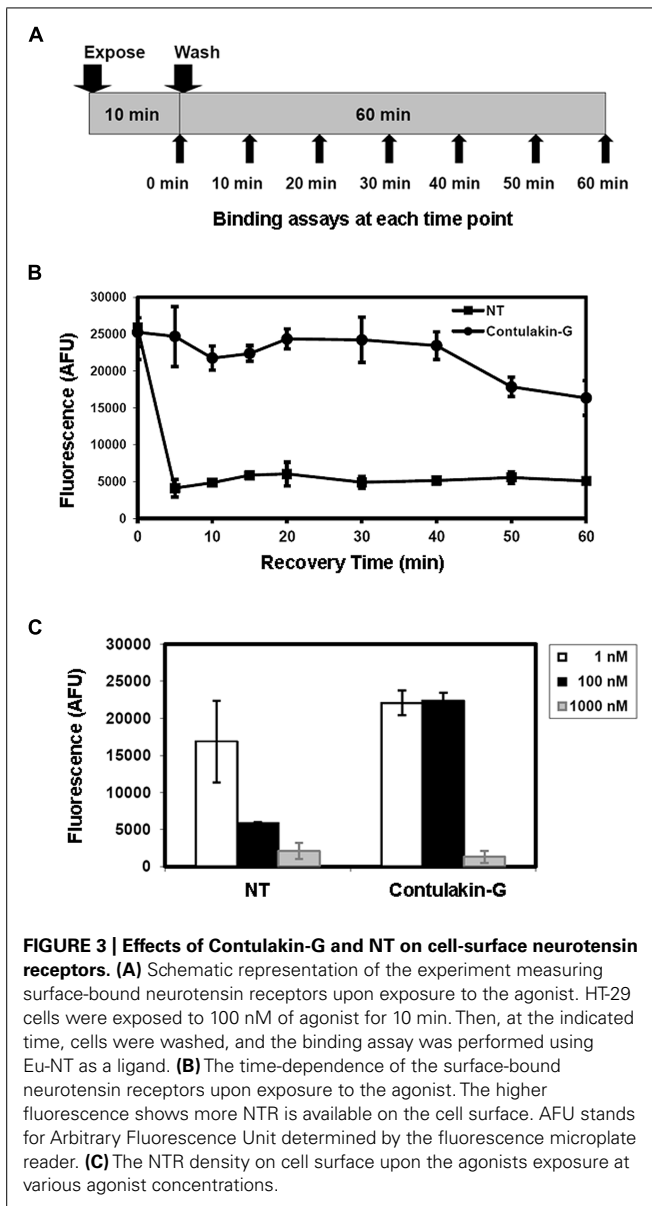 A
Expose Wash
10 min 60 min
0 min 10 min 20 min 30 min 40 min 50 min 60 min
Binding assays at each time point
B
Fluorescence (AFU)
30000
25000
20000
15000
10000
5000
0
NT
Contulakin-G
0 10 20 30 40 50 60
Recovery Time (min)
C
Fluorescence (AFU)
30000
25000
20000
15000
10000
5000
0
1 nM
100 nM
1000 nM
NT Contulakin-G
FIGURE 3 | Effects of Contulakin-G and NT on cell-surface neurotensin
receptors. (A) Schematic representation of the experiment measuring
surface-bound neurotensin receptors upon exposure to the agonist. HT-29
cells were exposed to 100 nM of agonist for 10 min. Then, at the indicated
time, cells were washed, and the binding assay was performed using
Eu-NT as a ligand. (B) The time-dependence of the surface-bound
neurotensin receptors upon exposure to the agonist. The higher
fluorescence shows more NTR is available on the cell surface. AFU stands
for Arbitrary Fluorescence Unit determined by the fluorescence microplate
reader. (C) The NTR density on cell surface upon the agonists exposure at
various agonist concentrations.